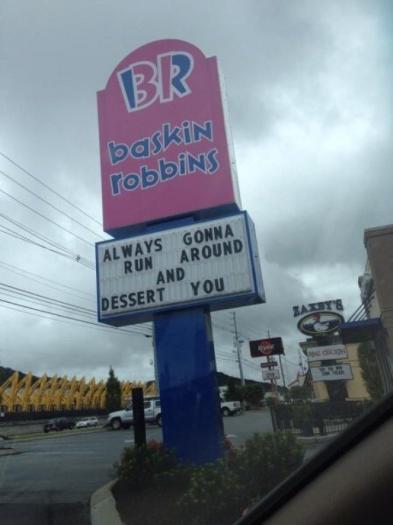 BR
baskin
robbins
ALWAYS GONNA
RUN AROUND
AND
DESSERT YOU
ZAXBY'S